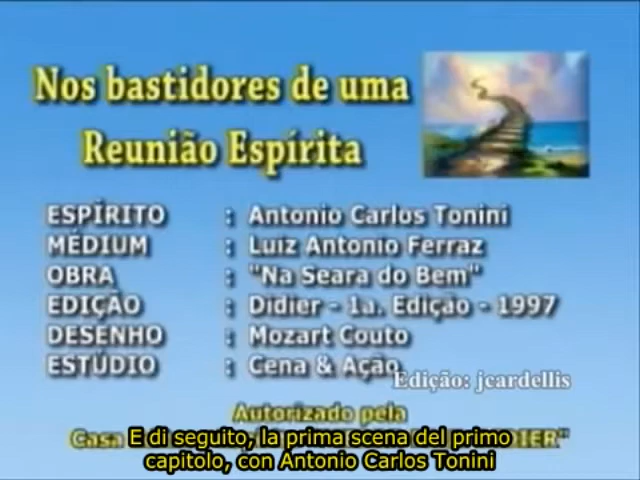 Nos bastidores de uma
Reunião Espírita
ESPÍRITO : Antonio Carlos Tonini
MÉDIUM : Luiz Antonio Ferraz
OBRA : "Na Seara do Bem"
EDIÇÃO : Didier - 1a. Edição - 1997
DESENHO : Mozart Couto
ESTÚDIO : Cena & Ação
Edição: jcardellis
Autorizado pela
Casa
E di seguito, la prima scena del primo
capitolo, con Antonio Carlos Tonini